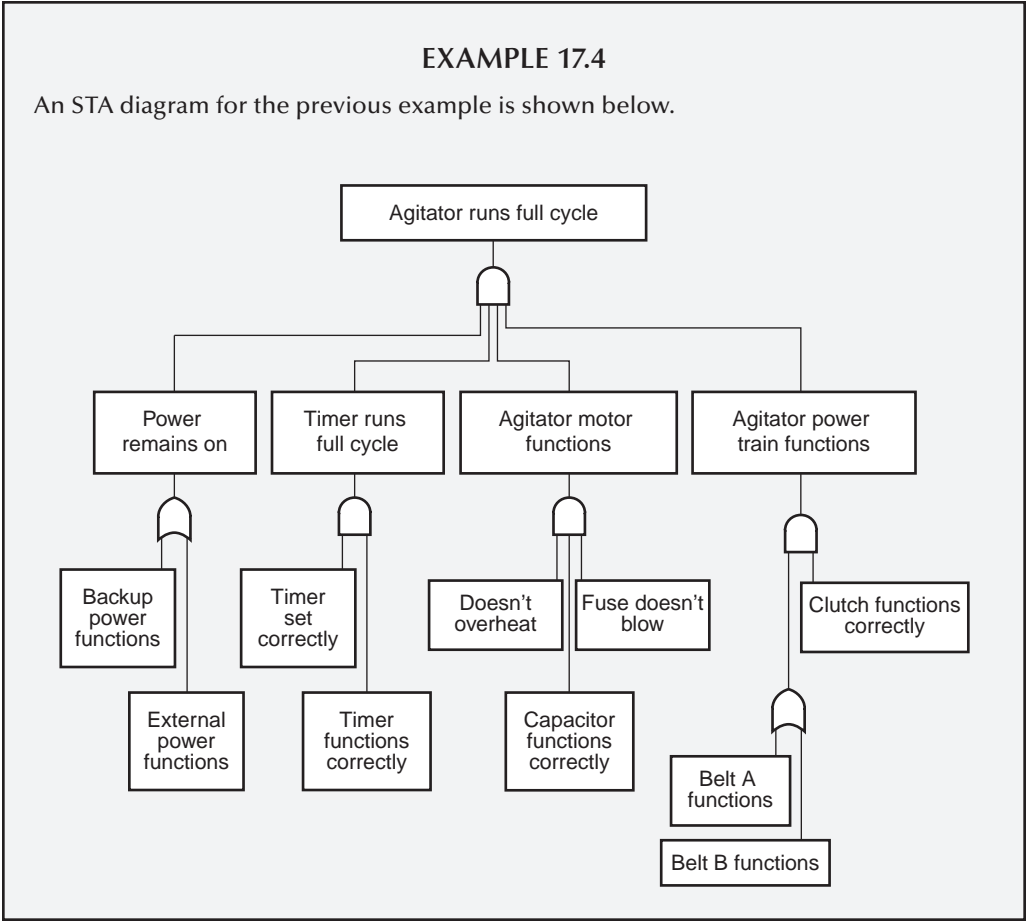 EXAMPLE 17.4
An STA diagram for the previous example is shown below.
Agitator runs full cycle
Power
remains on
Timer runs
full cycle
Agitator motor
functions
Agitator power
train functions
Backup
power
functions
External
power
functions
Timer
set
correctly
Timer
functions
correctly
Doesn't
overheat
Capacitor
functions
correctly
Fuse doesn't
blow
Clutch functions
correctly
Belt A
functions
Belt B functions